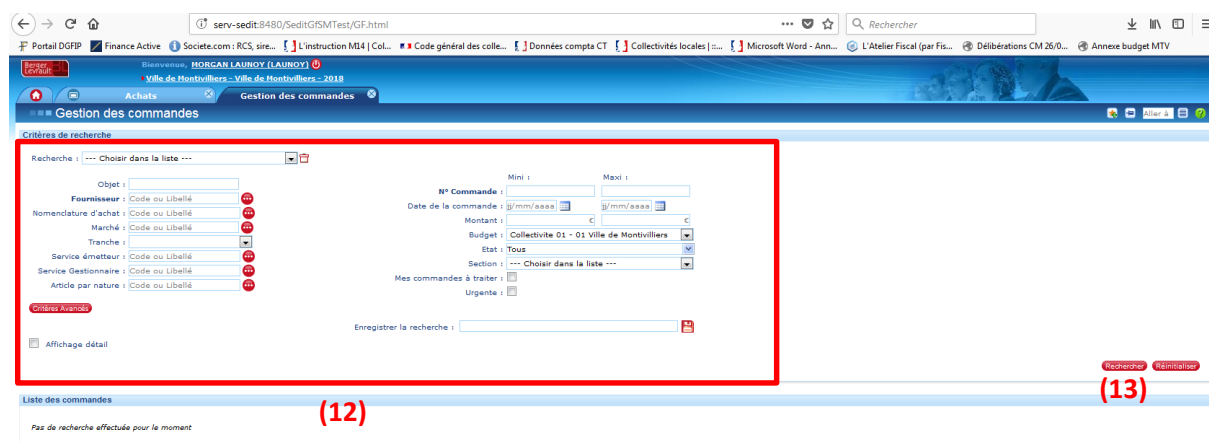 serv-sedit:8480/SeditGfSMTest/GF.html
Rechercher
Portail DGFIP Finance Active Societe.com : RCS, sire... L'instruction M14 | Col... Code général des colle... Données compta CT Collectivités locales |::... Microsoft Word - Ann... L'Atelier Fiscal (par Fis... Délibérations CM 26/0... Annexe budget MTV
Berger Levrault BL
Bienvenue, MORGAN LAUNOY (LAUNOY)
Ville de Montivilliers - Ville de Montivilliers - 2018
Achats Gestion des commandes
Gestion des commandes
Aller à
Critères de recherche
Recherche : --- Choisir dans la liste ---
Objet :
Fournisseur : Code ou Libellé
Nomenclature d'achat : Code ou Libellé
Marché : Code ou Libellé
Tranche :
Service émetteur : Code ou Libellé
Service Gestionnaire : Code ou Libellé
Article par nature : Code ou Libellé
Mini : Maxi :
N° Commande :
Date de la commande : jj/mm/aaaa jj/mm/aaaa
Montant : € €
Budget : Collectivite 01 - 01 Ville de Montivilliers
Etat : Tous
Section : --- Choisir dans la liste ---
Mes commandes à traiter :
Urgente :
Critères Avancés
Enregistrer la recherche :
Affichage détail
Rechercher Réinitialiser
(13)
Liste des commandes
(12)
Pas de recherche effectuée pour le moment